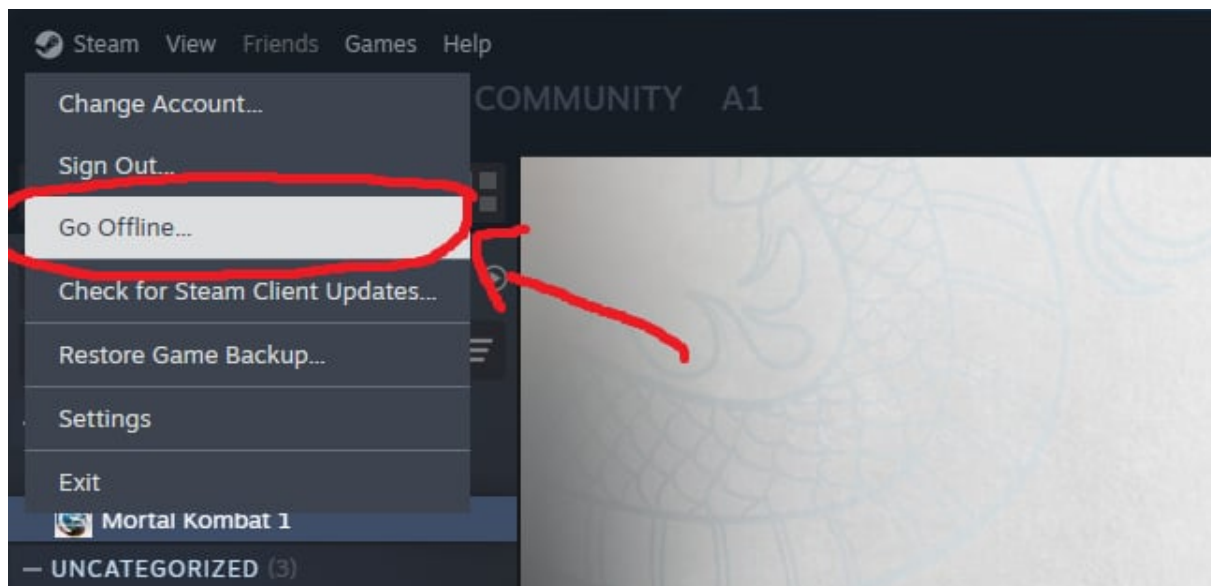 Steam View Friends Games Help
COMMUNITY A1
Change Account...
Sign Out...
Go Offline...
Check for Steam Client Updates...
Restore Game Backup...
Settings
Exit
Mortal Kombat 1
— UNCATEGORIZED (3)